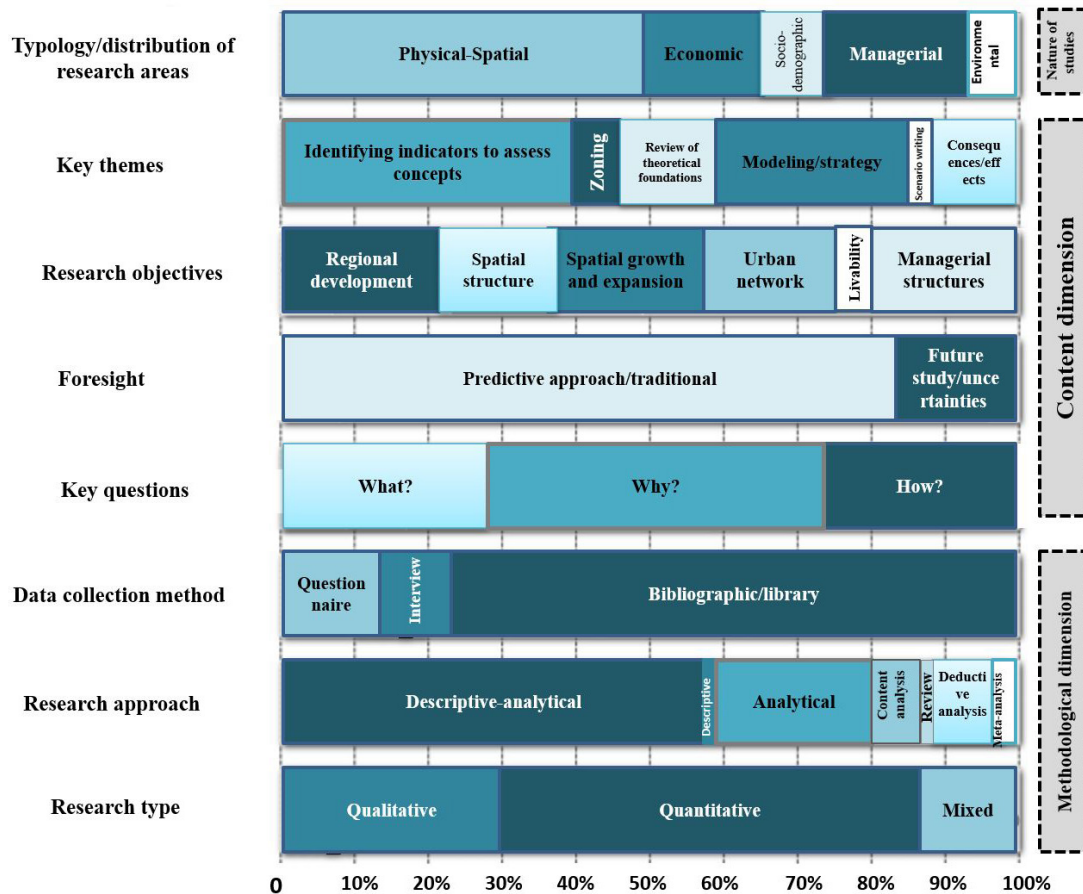 Typology/distribution of
research areas
Physical-Spatial
Economic
Socio-
demographic
Managerial
Environme
ntal
Nature of
studies
Key themes
Identifying indicators to assess
concepts
Zoning
Review of
theoretical
foundations
Modeling/strategy
Scenario writing
Consequ
ences/eff
ects
Research objectives
Regional
development
Spatial
structure
Spatial growth
and expansion
Urban
network
Livability
Managerial
structures
Foresight
Predictive approach/traditional
Future
study/unce
rtainties
Key questions
What?
Why?
How?
Content dimension
Data collection method
Question
naire
Interview
Bibliographic/library
Research approach
Descriptive-analytical
Descriptive
Analytical
Content
analysis
Review
Deducti
ve
analysis
Meta-analysis
Research type
Qualitative
Quantitative
Mixed
Methodological dimension
0 10% 20% 30% 40% 50% 60% 70% 80% 90% 100%